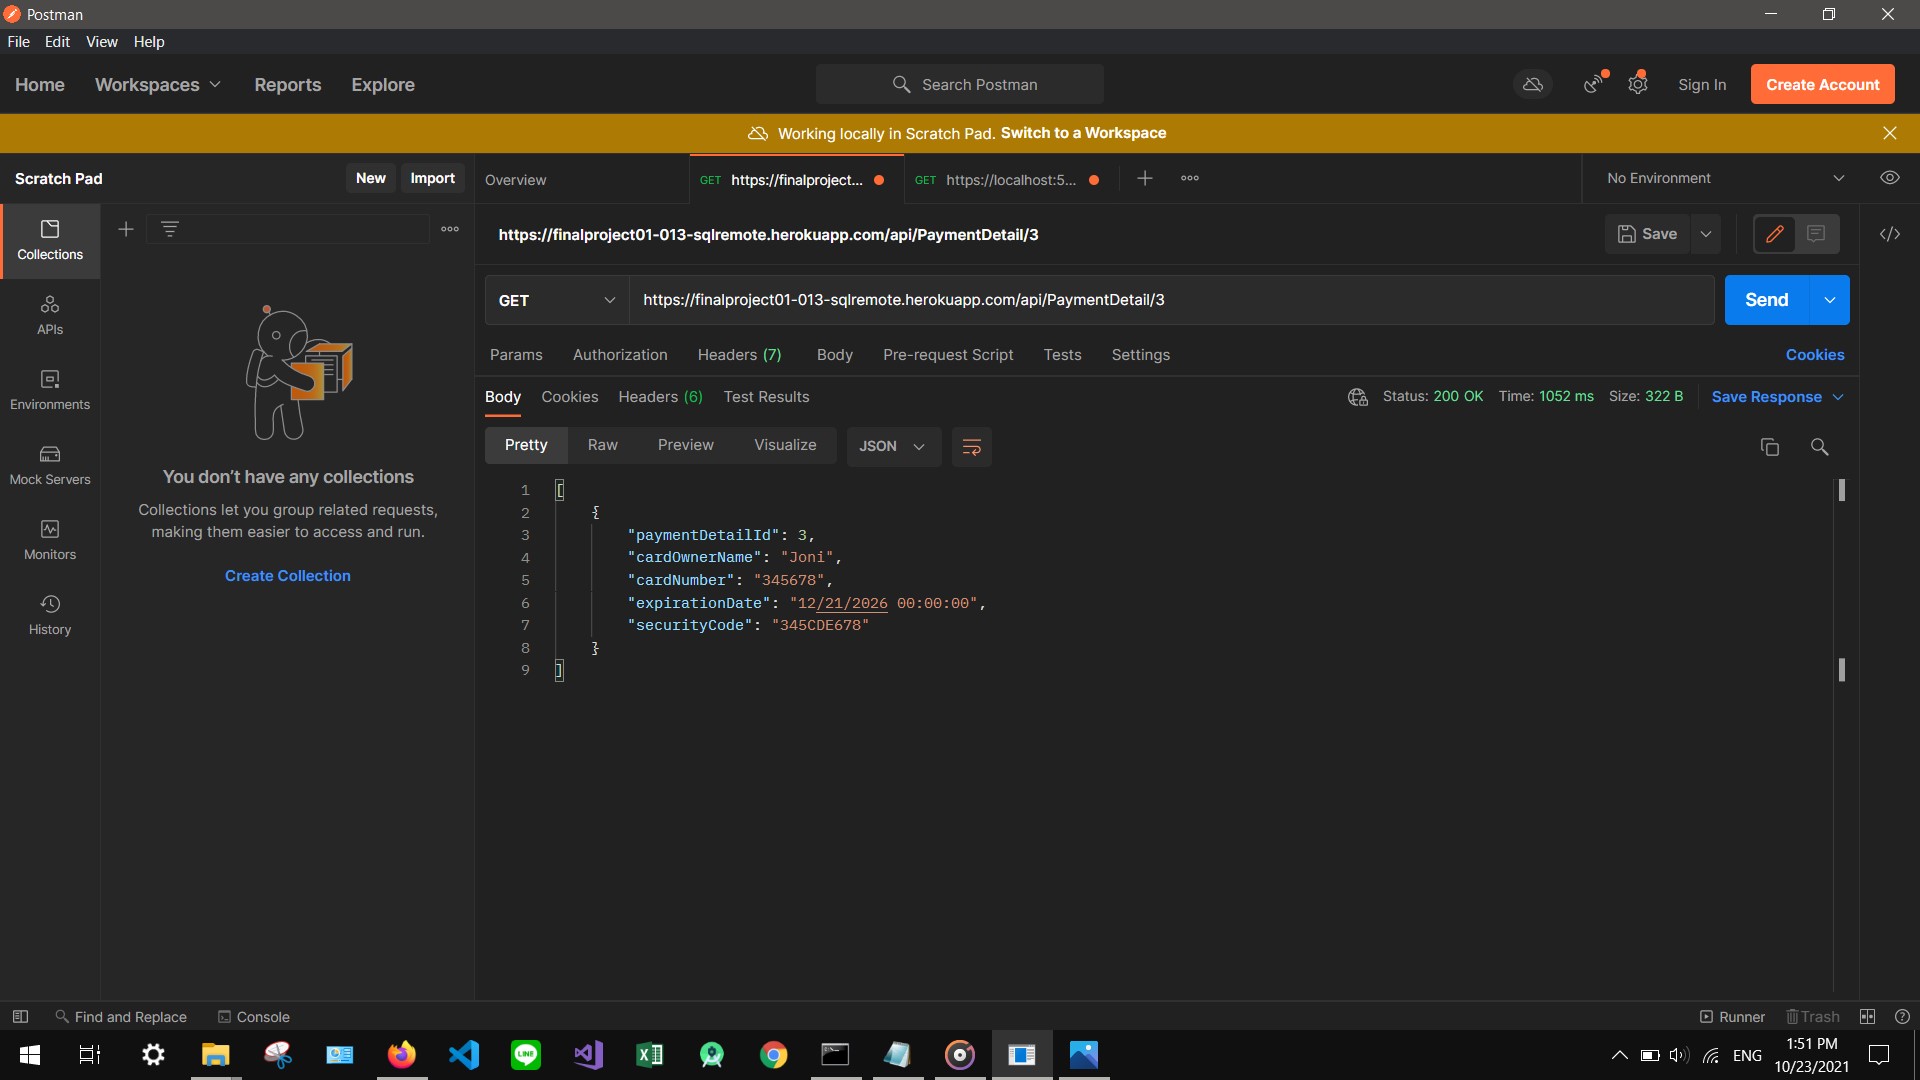 Postman
File Edit View Help
Home Workspaces Reports Explore Search Postman Sign In Create Account
Working locally in Scratch Pad. Switch to a Workspace
Scratch Pad New Import Overview GET https://finalproject... GET https://localhost:5... No Environment
https://finalproject01-013-sqlremote.herokuapp.com/api/PaymentDetail/3 Save
Collections
GET https://finalproject01-013-sqlremote.herokuapp.com/api/PaymentDetail/3 Send
APIs
Params Authorization Headers (7) Body Pre-request Script Tests Settings Cookies
Environments
Body Cookies Headers (6) Test Results Status: 200 OK Time: 1052 ms Size: 322 B Save Response
Pretty Raw Preview Visualize JSON
Mock Servers
You don’t have any collections
Collections let you group related requests,
making them easier to access and run.
Monitors
Create Collection
History
1 [
2 {
3 "paymentDetailId": 3,
4 "cardOwnerName": "Joni",
5 "cardNumber": "345678",
6 "expirationDate": "12/21/2026 00:00:00",
7 "securityCode": "345CDE678"
8 }
9 ]
Find and Replace Console Runner Trash
LINE
ENG 1:51 PM
10/23/2021